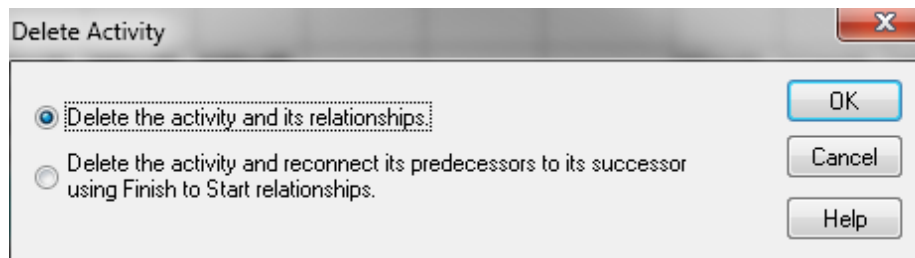 Delete Activity
Delete the activity and its relationships.
OK
Delete the activity and reconnect its predecessors to its successor
using Finish to Start relationships.
Cancel
Help